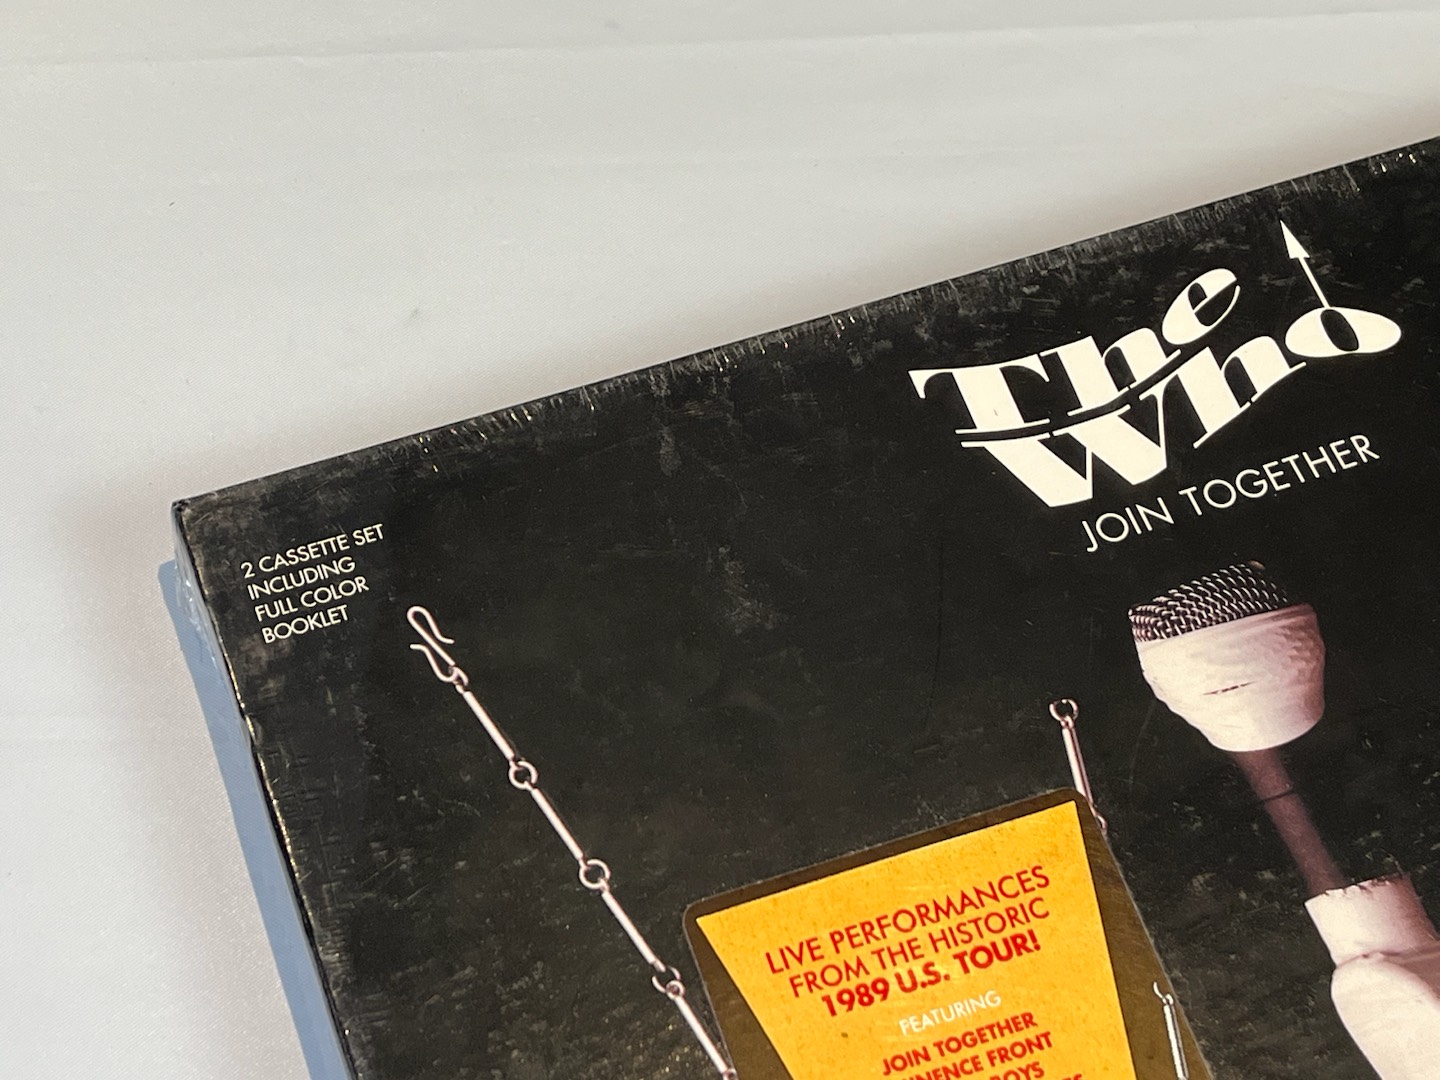 The
Who
JOIN TOGETHER
2 CASSETTE SET
INCLUDING
FULL COLOR
BOOKLET
LIVE PERFORMANCES
FROM THE HISTORIC
1989 U.S. TOUR!
FEATURING
JOIN TOGETHER
FRONT